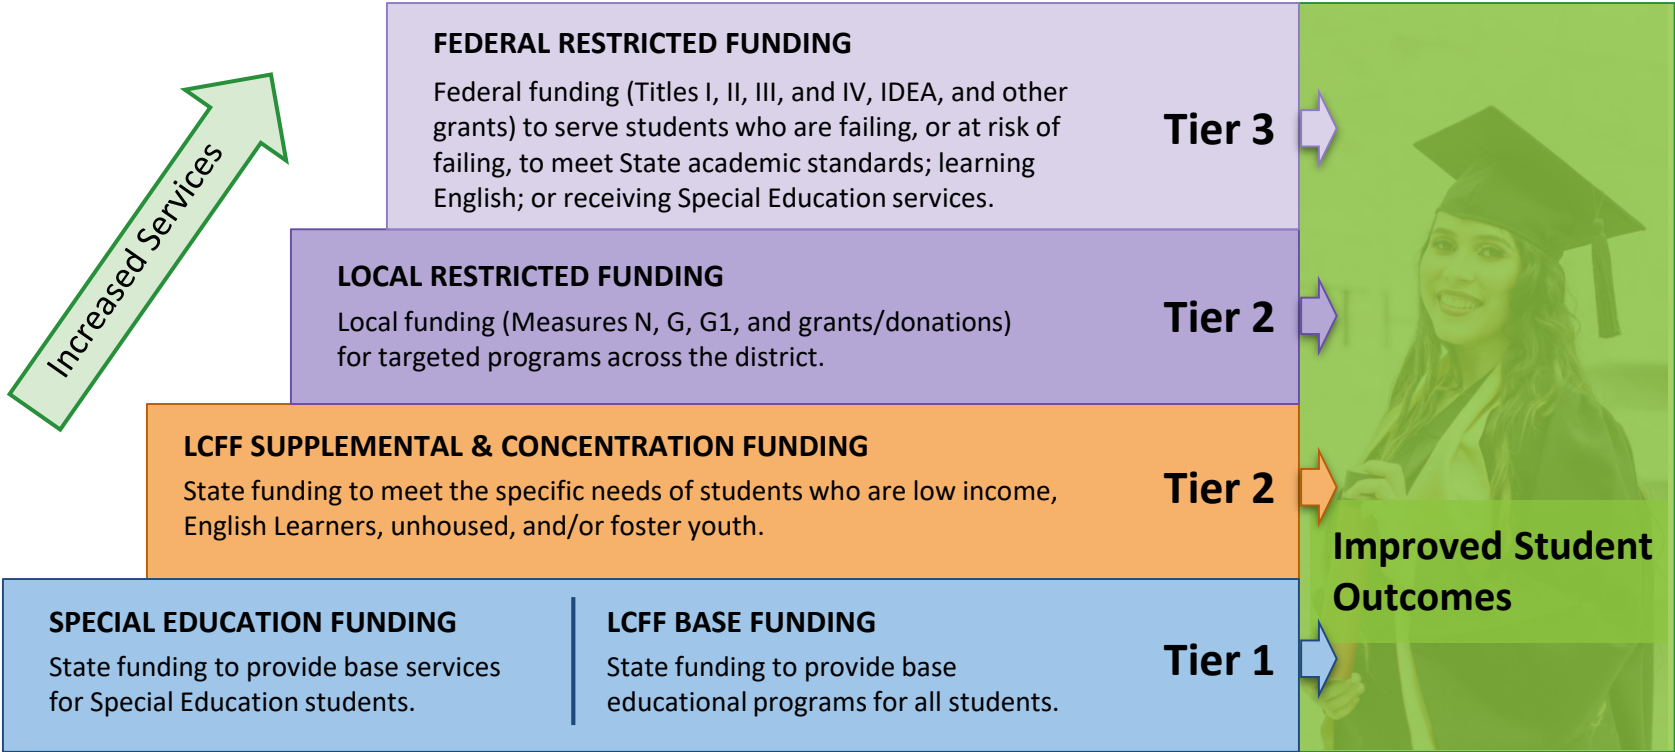 FEDERAL RESTRICTED FUNDING
Federal funding (Titles I, II, III, and IV, IDEA, and other
grants) to serve students who are failing, or at risk of
failing, to meet State academic standards; learning
English; or receiving Special Education services.
Tier 3
Increased Services
LOCAL RESTRICTED FUNDING
Local funding (Measures N, G, G1, and grants/donations)
for targeted programs across the district.
Tier 2
LCFF SUPPLEMENTAL & CONCENTRATION FUNDING
State funding to meet the specific needs of students who are low income,
English Learners, unhoused, and/or foster youth.
Tier 2
Improved Student
Outcomes
SPECIAL EDUCATION FUNDING
State funding to provide base services
for Special Education students.
LCFF BASE FUNDING
State funding to provide base
educational programs for all students.
Tier 1